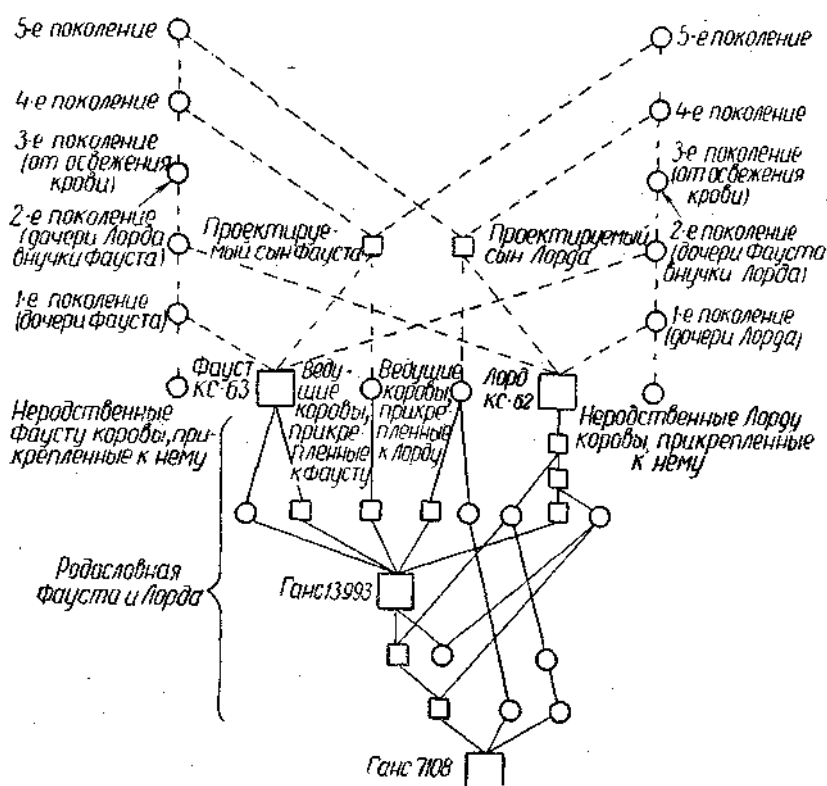 5-е поколение
4-е поколение
3-е поколение
(от освежения
крови)
2-е поколение
(дочери Лорда
внучки Фауста)
1-е поколение
(дочери Фауста)
Проектируе-
мый сын Фауста
Проектируемый
сын Лорда
5-е поколение
4-е поколение
3-е поколение
(от освежения
крови)
2-е поколение
(дочери Фауста
внучки Лорда)
1-е поколение
(дочери Лорда)
Фауст
КС-63
Веду-
щие
коровы,
прикре-
пленные
к Фаусту
Ведущие
коровы,
прикре-
пленные
к Лорду
Лорд
КС-62
Неродственные
Фаусту коровы, при-
крепленные к нему
Неродственные Лорду
коровы, прикрепленные
к нему
Родословная
Фауста и Лорда
Ганс 13993
Ганс 7108